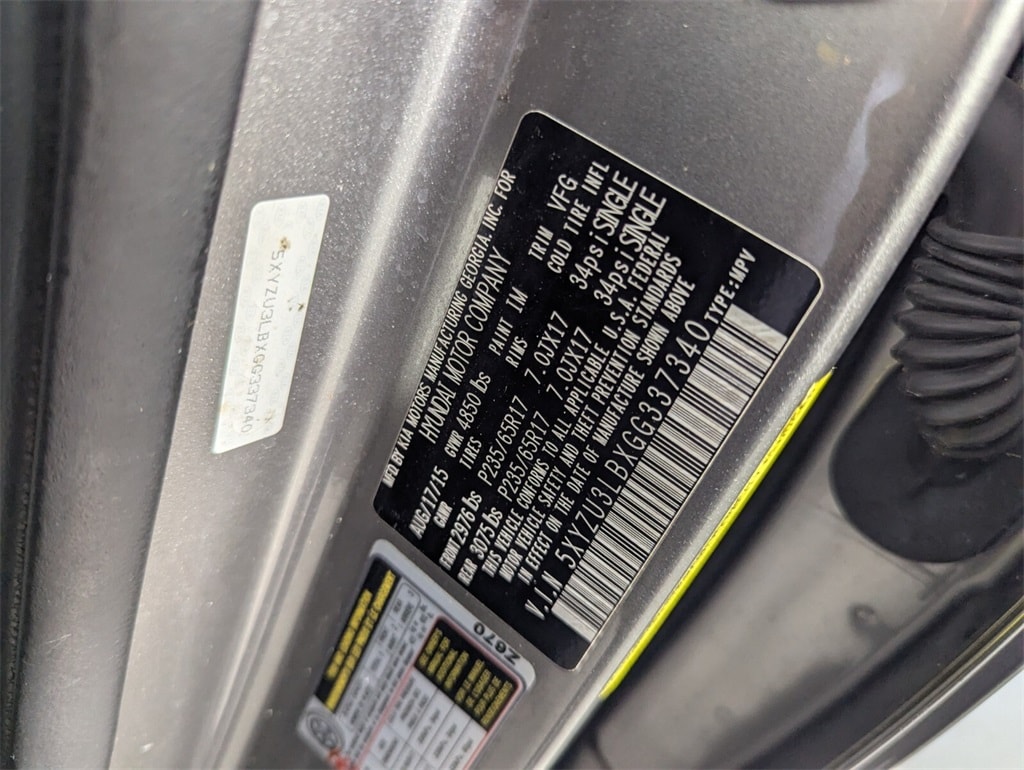 5XYZU3LBXGG337340
MFD BY KIA MOTORS MANUFACTURING GEORGIA, INC. FOR
HYUNDAI MOTOR COMPANY
AUG/17/15 GVWR 4850 lbs PAINT IM TRIM VFG
GAWR TIRES RIMS COLD TIRE INFL
FRONT 2976 lbs P235/65R17 7.0JX17 34psi SINGLE
REAR 3075 lbs P235/65R17 7.0JX17 34psi SINGLE
THIS VEHICLE CONFORMS TO ALL APPLICABLE U.S.A. FEDERAL
MOTOR VEHICLE SAFETY AND THEFT PREVENTION STANDARDS
IN EFFECT ON THE DATE OF MANUFACTURE SHOWN ABOVE
V.I.N 5XYZU3LBXGG337340 TYPE:MPV
Z670